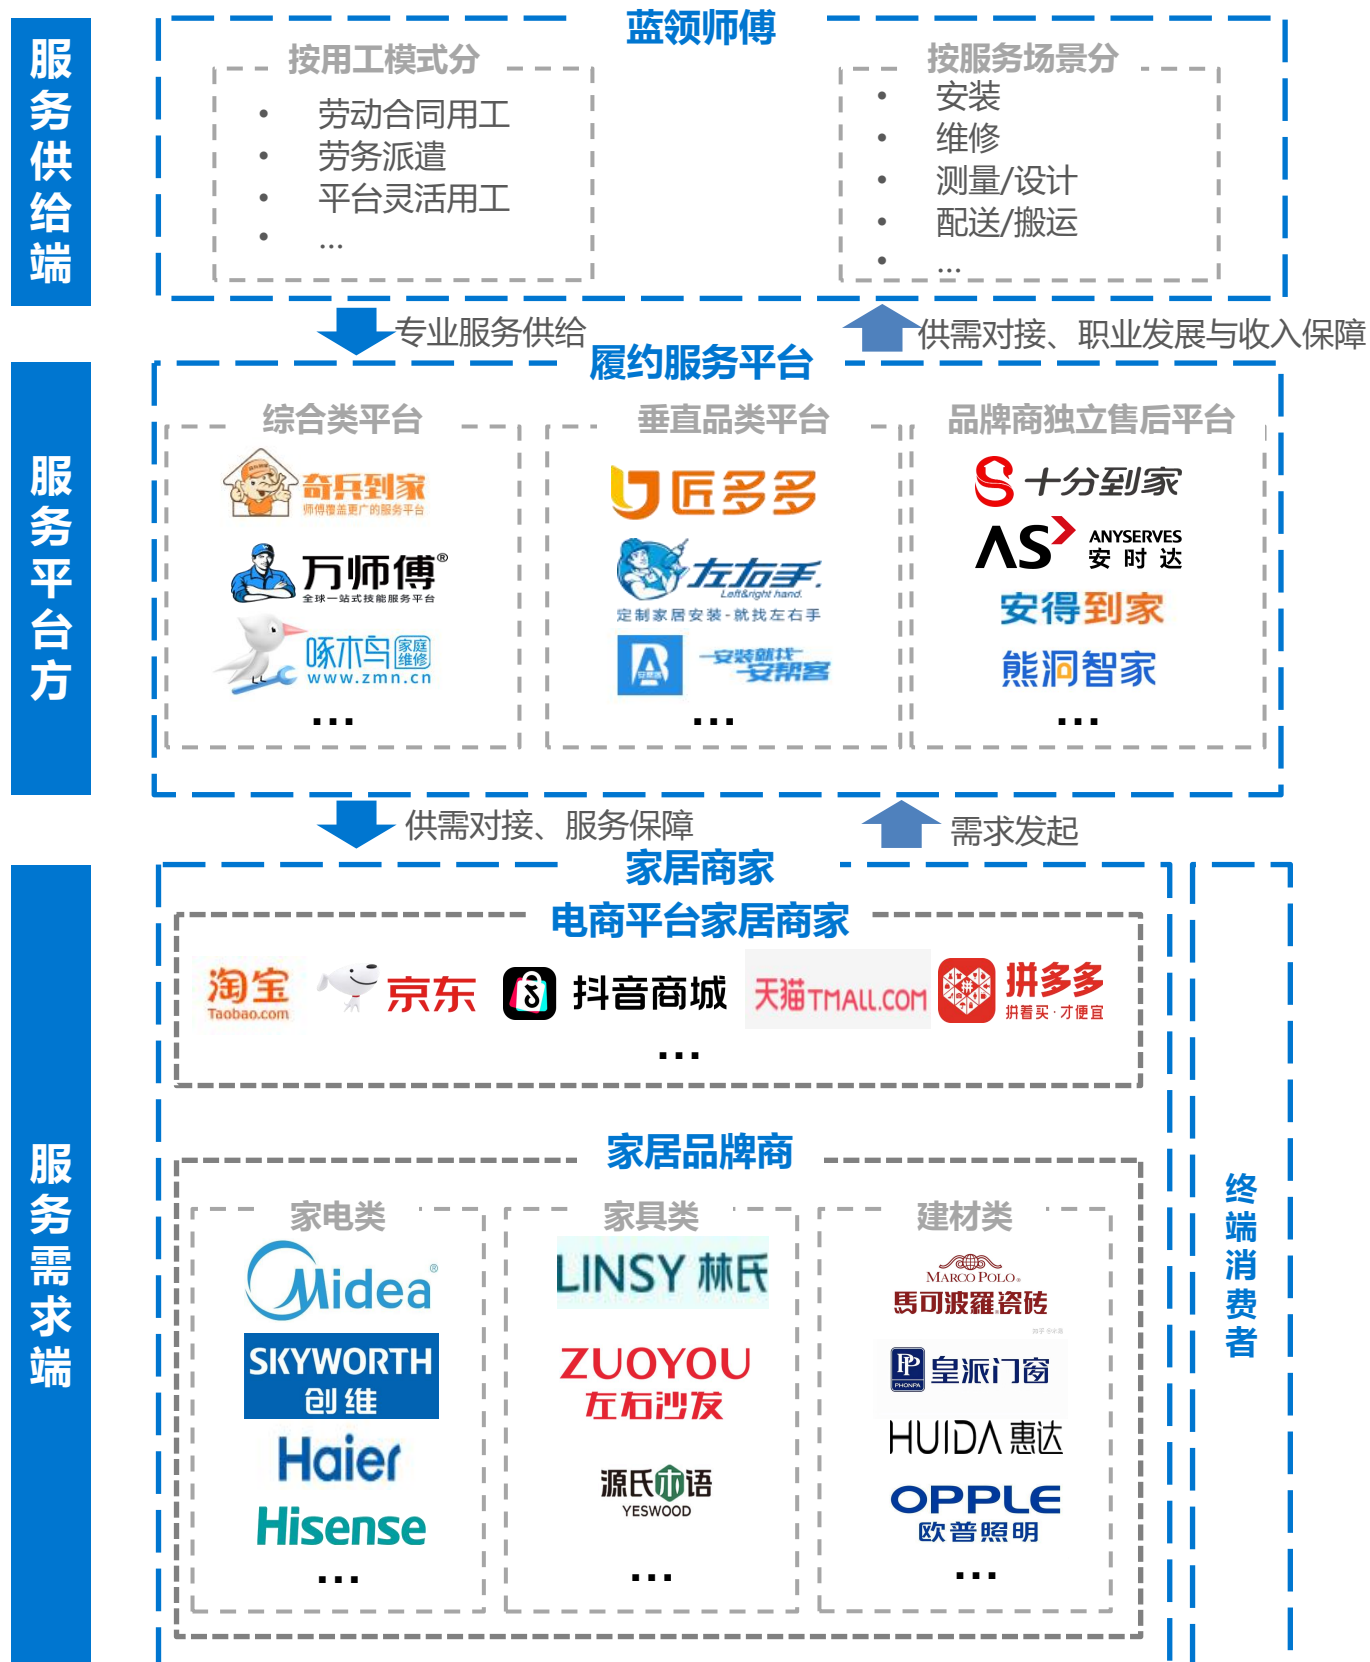 服务供给端
蓝领师傅
按用工模式分
• 劳动合同用工
• 劳务派遣
• 平台灵活用工
• ...
按服务场景分
• 安装
• 维修
• 测量/设计
• 配送/搬运
• ...
专业服务供给
供需对接、职业发展与收入保障
服务平台方
履约服务平台
综合类平台
奇兵到家
师傅覆盖更广的服务平台
万师傅®
全球一站式技能服务平台
啄木鸟 家庭维修
www.zmn.cn
...
垂直品类平台
匠多多
左右手.
Left&right hand.
定制家居安装-就找左右手
安装就找
安帮客
...
品牌商独立售后平台
十分到家
AS ANYSERVES
安时达
安得到家
熊洞智家
...
供需对接、服务保障
需求发起
服务需求端
家居商家
电商平台家居商家
淘宝
Taobao.com
京东
抖音商城
天猫TMALL.COM
拼多多
拼着买·才便宜
...
家居品牌商
家电类
Midea®
SKYWORTH
创维
Haier
Hisense
...
家具类
LINSY 林氏
ZUOYOU
左右沙发
源氏木语
YESWOOD
...
建材类
MARCO POLO®
馬可波羅瓷砖
PHONPA
皇派门窗
HUIDA 惠达
OPPLE
欧普照明
...
终端消费者